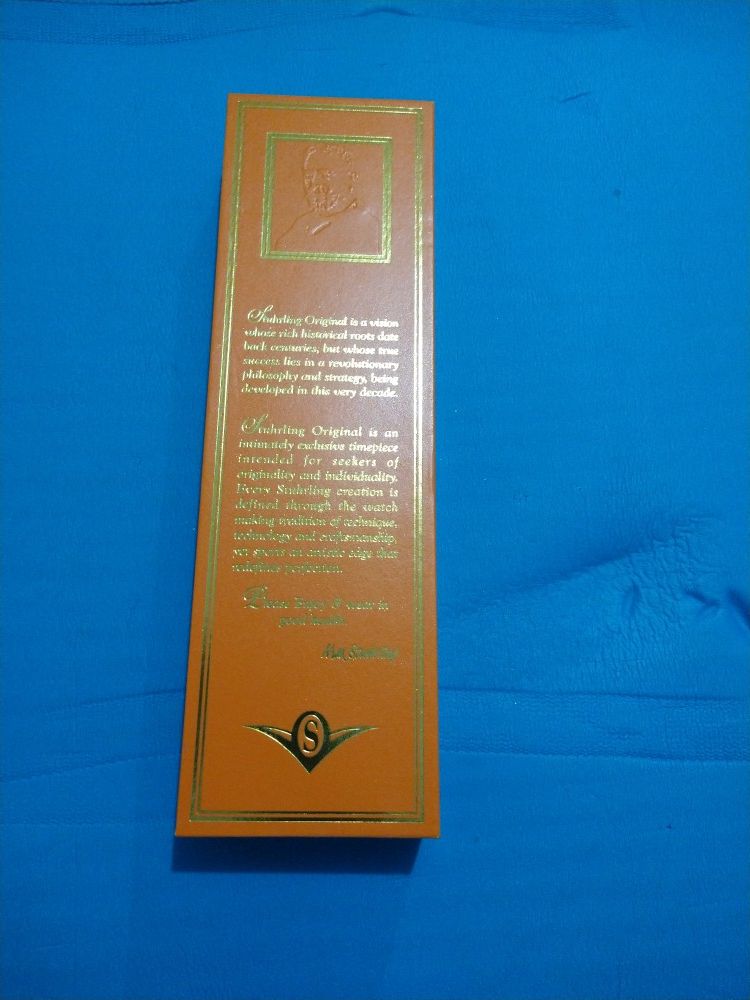 Stuhrling Original is a vision
whose rich historical roots date
back centuries, but whose true
success lies in a revolutionary
philosophy and strategy, being
developed in this very decade.
Stuhrling Original is an
intimately exclusive timepiece
intended for seekers of
originality and individuality.
Every Stuhrling creation is
defined through the watch
making tradition of technique,
technology and craftsmanship,
yet sports an artistic edge that
redefines perfection.
Please Enjoy & wear in
good health.
Max Stuhrling
S